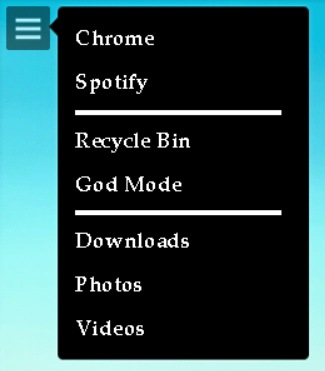 Chrome
Spotify
Recycle Bin
God Mode
Downloads
Photos
Videos